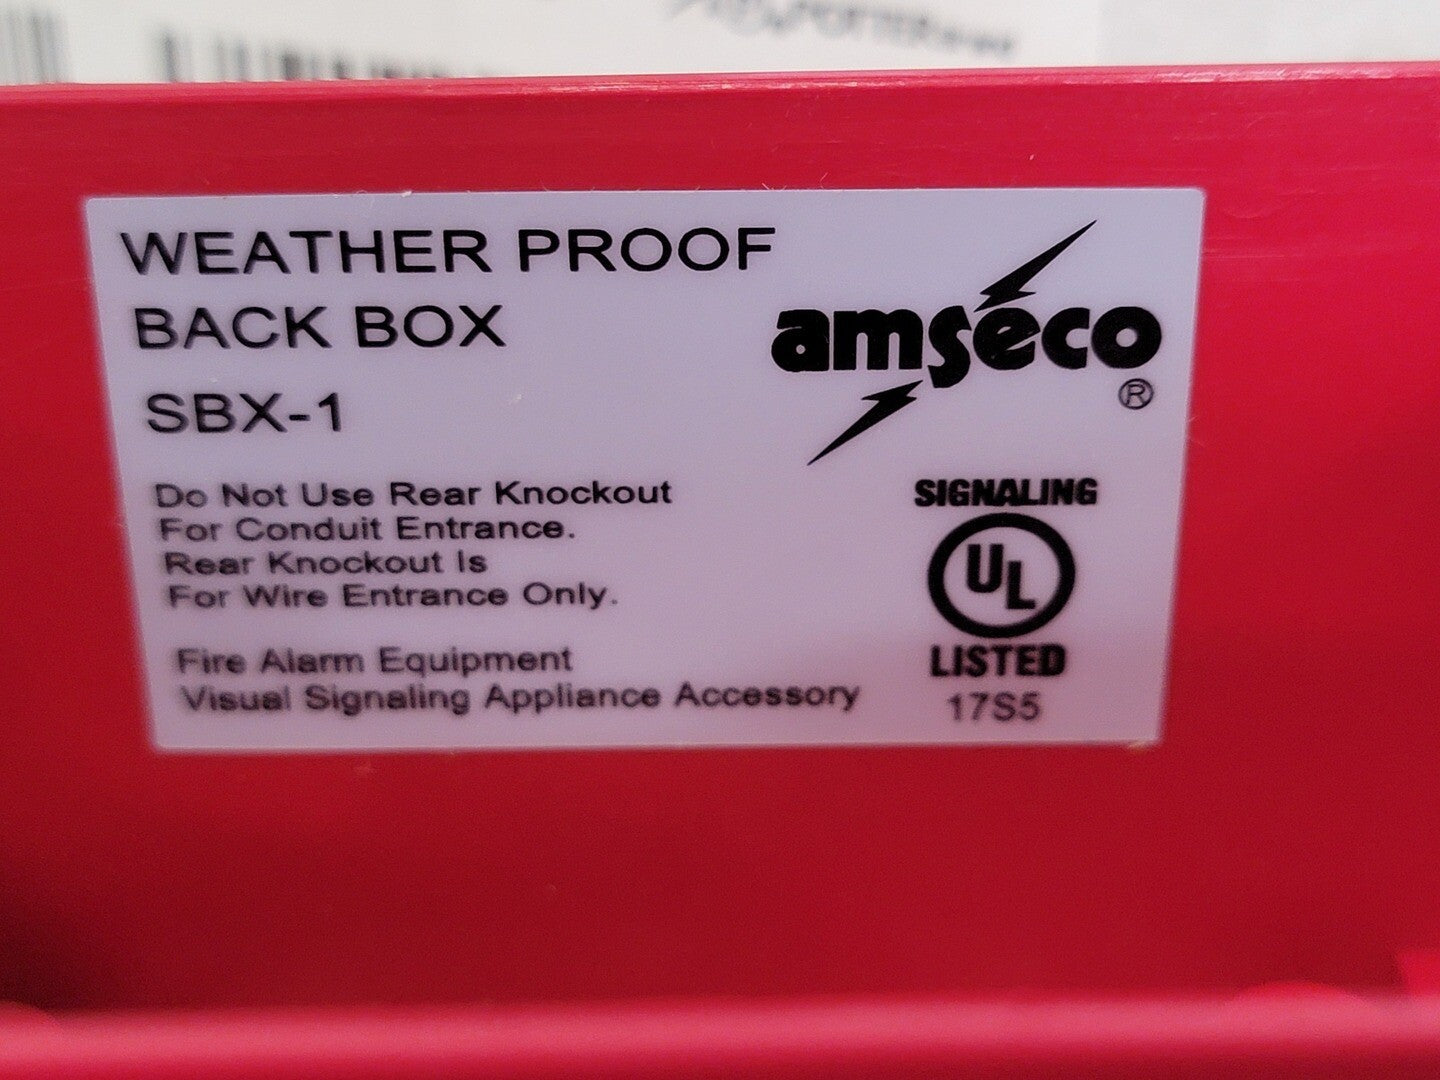 WEATHER PROOF
BACK BOX
SBX-1
amseco
®
Do Not Use Rear Knockout
For Conduit Entrance.
Rear Knockout Is
For Wire Entrance Only.
Fire Alarm Equipment
Visual Signaling Appliance Accessory
SIGNALING
UL
LISTED
17S5